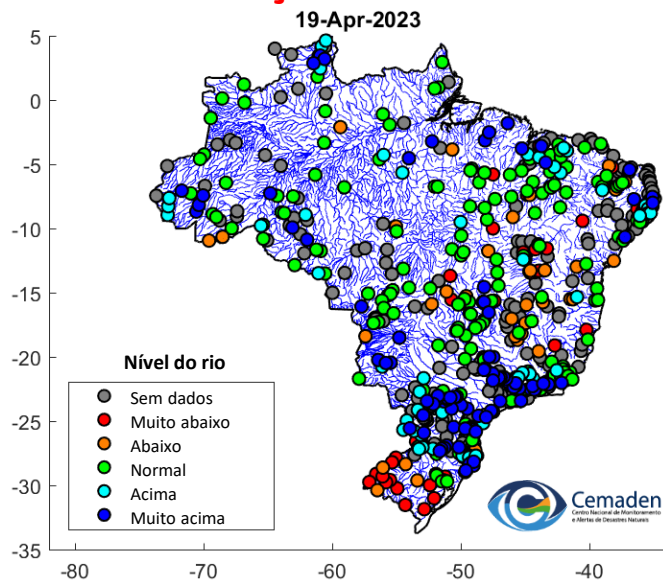 19-Apr-2023
5
0
-5
-10
-15
-20
-25
-30
-35
-80
-70
-60
-50
-40
Nível do rio
Sem dados
Muito abaixo
Abaixo
Normal
Acima
Muito acima
Cemaden
Centro Nacional de Monitoramento
e Alertas de Desastres Naturais